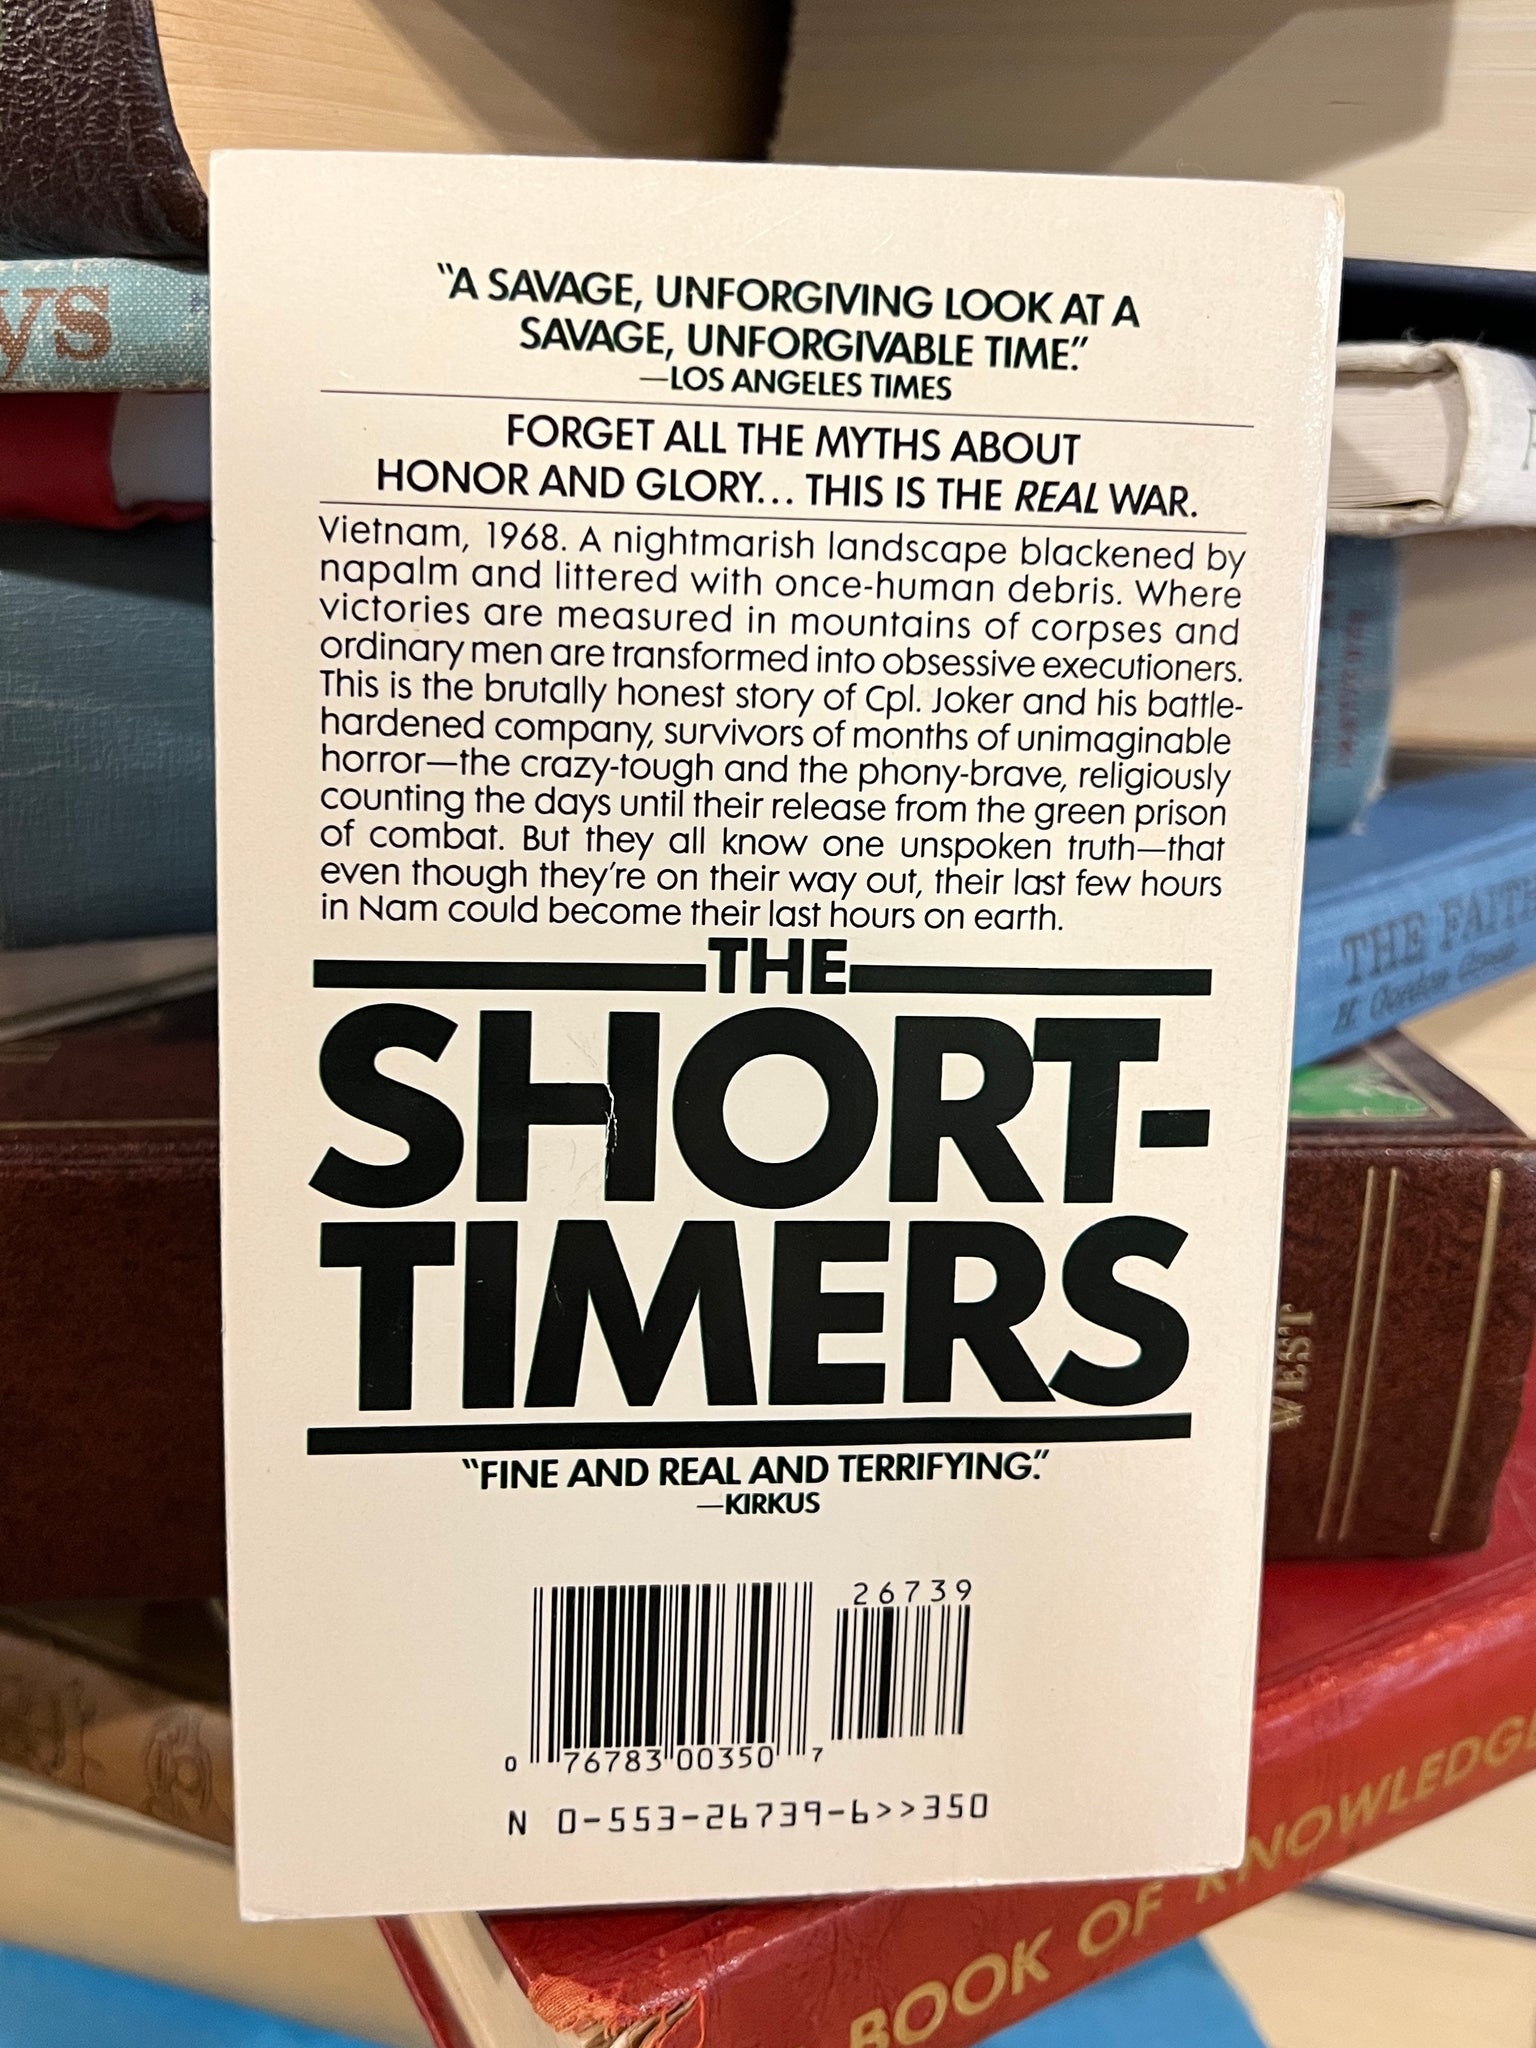 "A SAVAGE, UNFORGIVING LOOK AT A
SAVAGE, UNFORGIVABLE TIME."
—LOS ANGELES TIMES
FORGET ALL THE MYTHS ABOUT
HONOR AND GLORY... THIS IS THE REAL WAR.
Vietnam, 1968. A nightmarish landscape blackened by
napalm and littered with once-human debris. Where
victories are measured in mountains of corpses and
ordinary men are transformed into obsessive executioners.
This is the brutally honest story of Cpl. Joker and his battle-
hardened company, survivors of months of unimaginable
horror—the crazy-tough and the phony-brave, religiously
counting the days until their release from the green prison
of combat. But they all know one unspoken truth—that
even though they're on their way out, their last few hours
in Nam could become their last hours on earth.
THE
SHORT-
TIMERS
"FINE AND REAL AND TERRIFYING."
—KIRKUS
26739
0 76783 00350 7
N 0-553-26739-6>>350
ys
THE FAITH
WEST
BOOK OF KNOWLEDGE